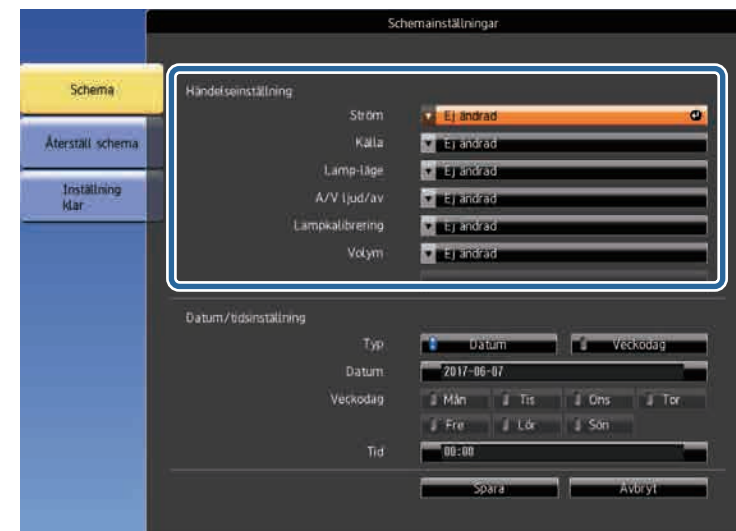 Schemainställningar
Schema
Återställ schema
Inställning
klar
Händelseinställning
Ström Ej ändrad
Källa Ej ändrad
Lamp-läge Ej ändrad
A/V ljud/av Ej ändrad
Lampkalibrering Ej ändrad
Volym Ej ändrad
Datum/tidsinställning
Typ Datum Veckodag
Datum 2017-06-07
Veckodag Mån Tis Ons Tor
Fre Lör Sön
Tid 00:00
Spara Avbryt